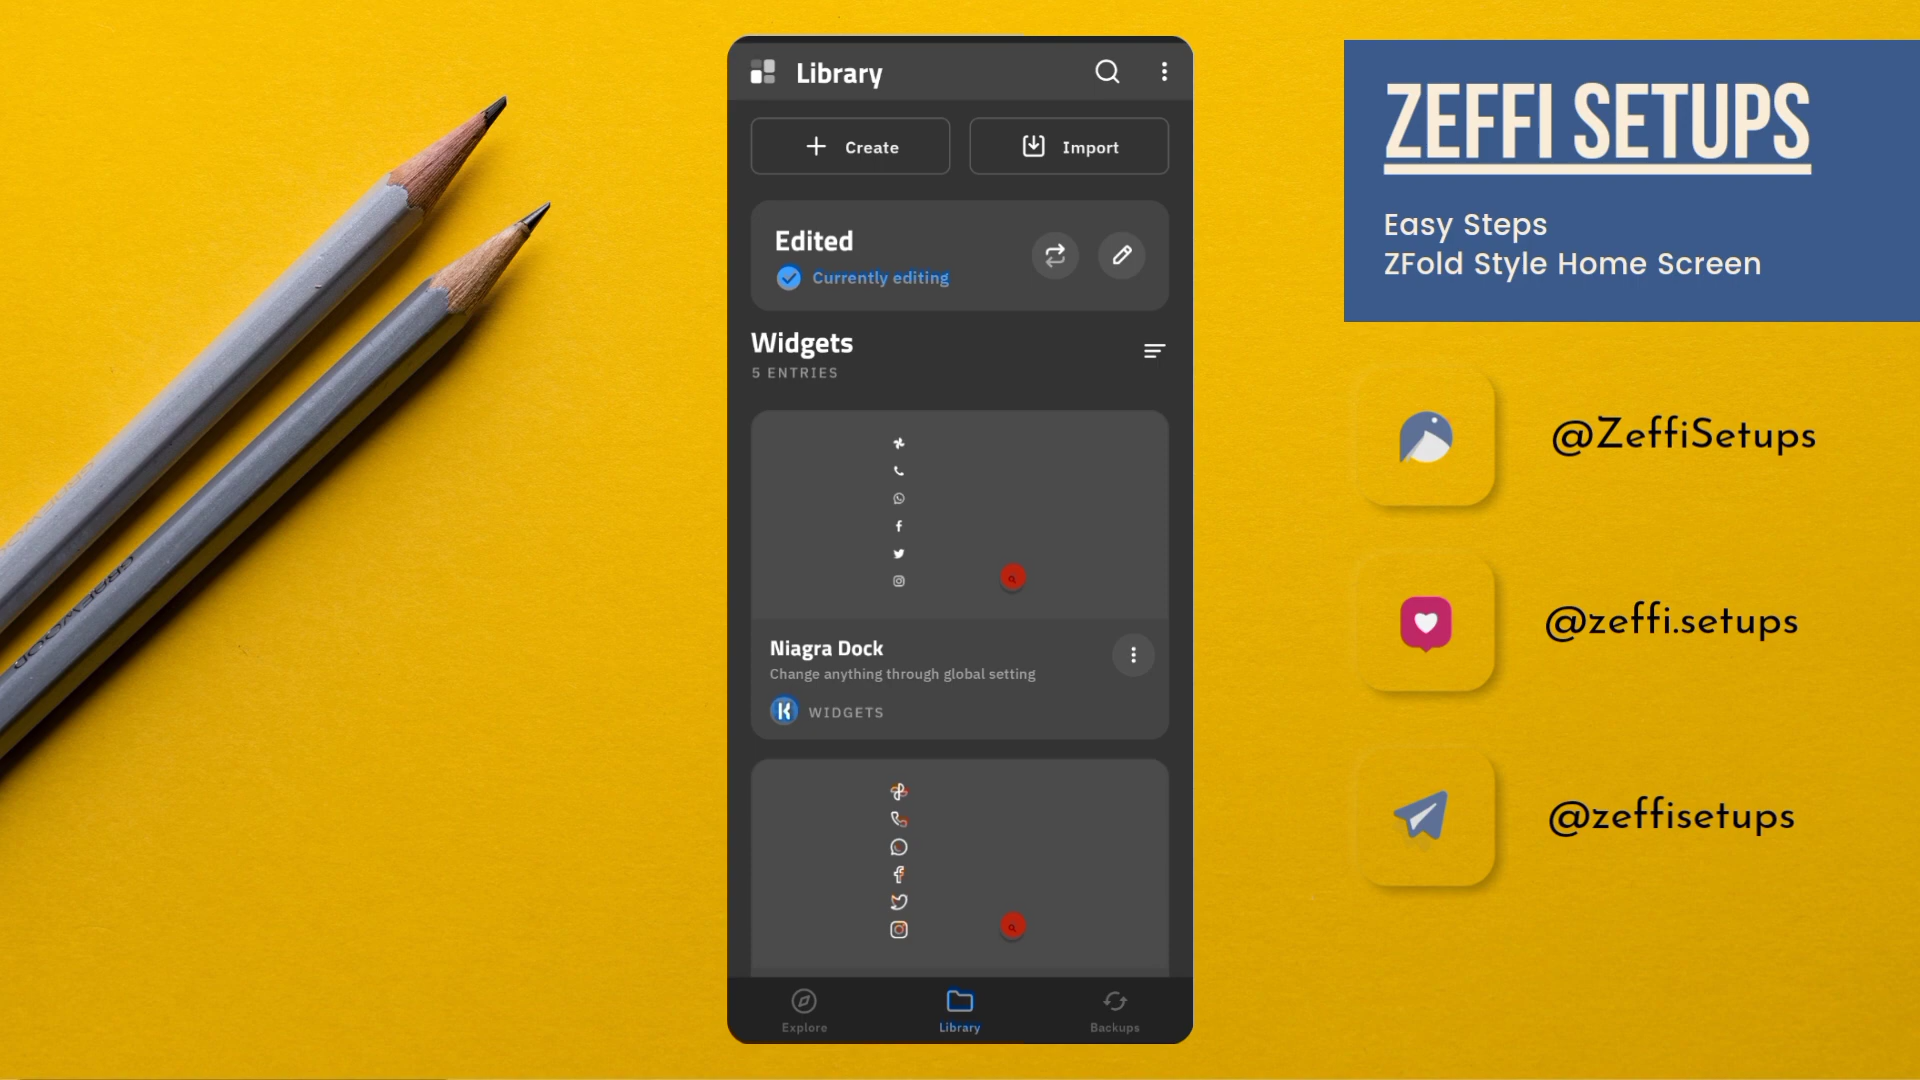 Library
Create
Import
Edited
Currently editing
Widgets
5 ENTRIES
Niagra Dock
Change anything through global setting
WIDGETS
Explore
Library
Backups
ZEFFI SETUPS
Easy Steps
ZFold Style Home Screen
@ZeffiSetups
@zeffi.setups
@zeffisetups